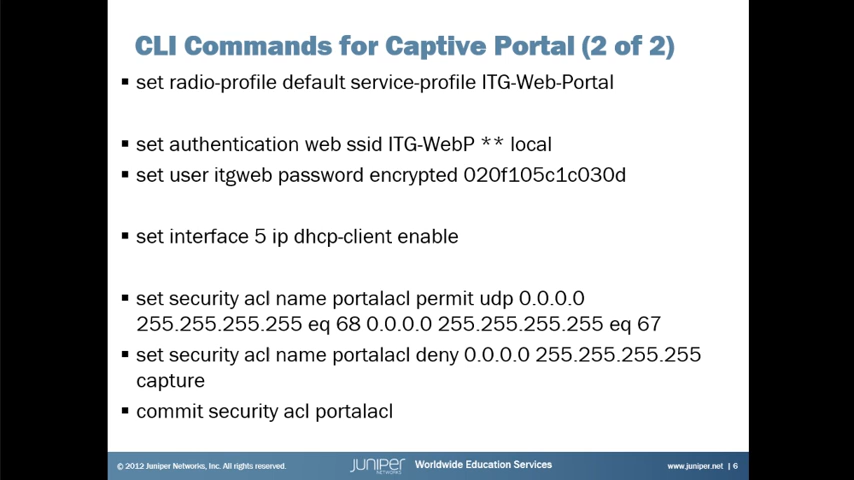 CLI Commands for Captive Portal (2 of 2)
▪ set radio-profile default service-profile ITG-Web-Portal
▪ set authentication web ssid ITG-WebP ** local
▪ set user itgweb password encrypted 020f105c1c030d
▪ set interface 5 ip dhcp-client enable
▪ set security acl name portalacl permit udp 0.0.0.0
255.255.255.255 eq 68 0.0.0.0 255.255.255.255 eq 67
▪ set security acl name portalacl deny 0.0.0.0 255.255.255.255
capture
▪ commit security acl portalacl
© 2012 Juniper Networks, Inc. All rights reserved. JUNIPER NETWORKS Worldwide Education Services www.juniper.net | 6